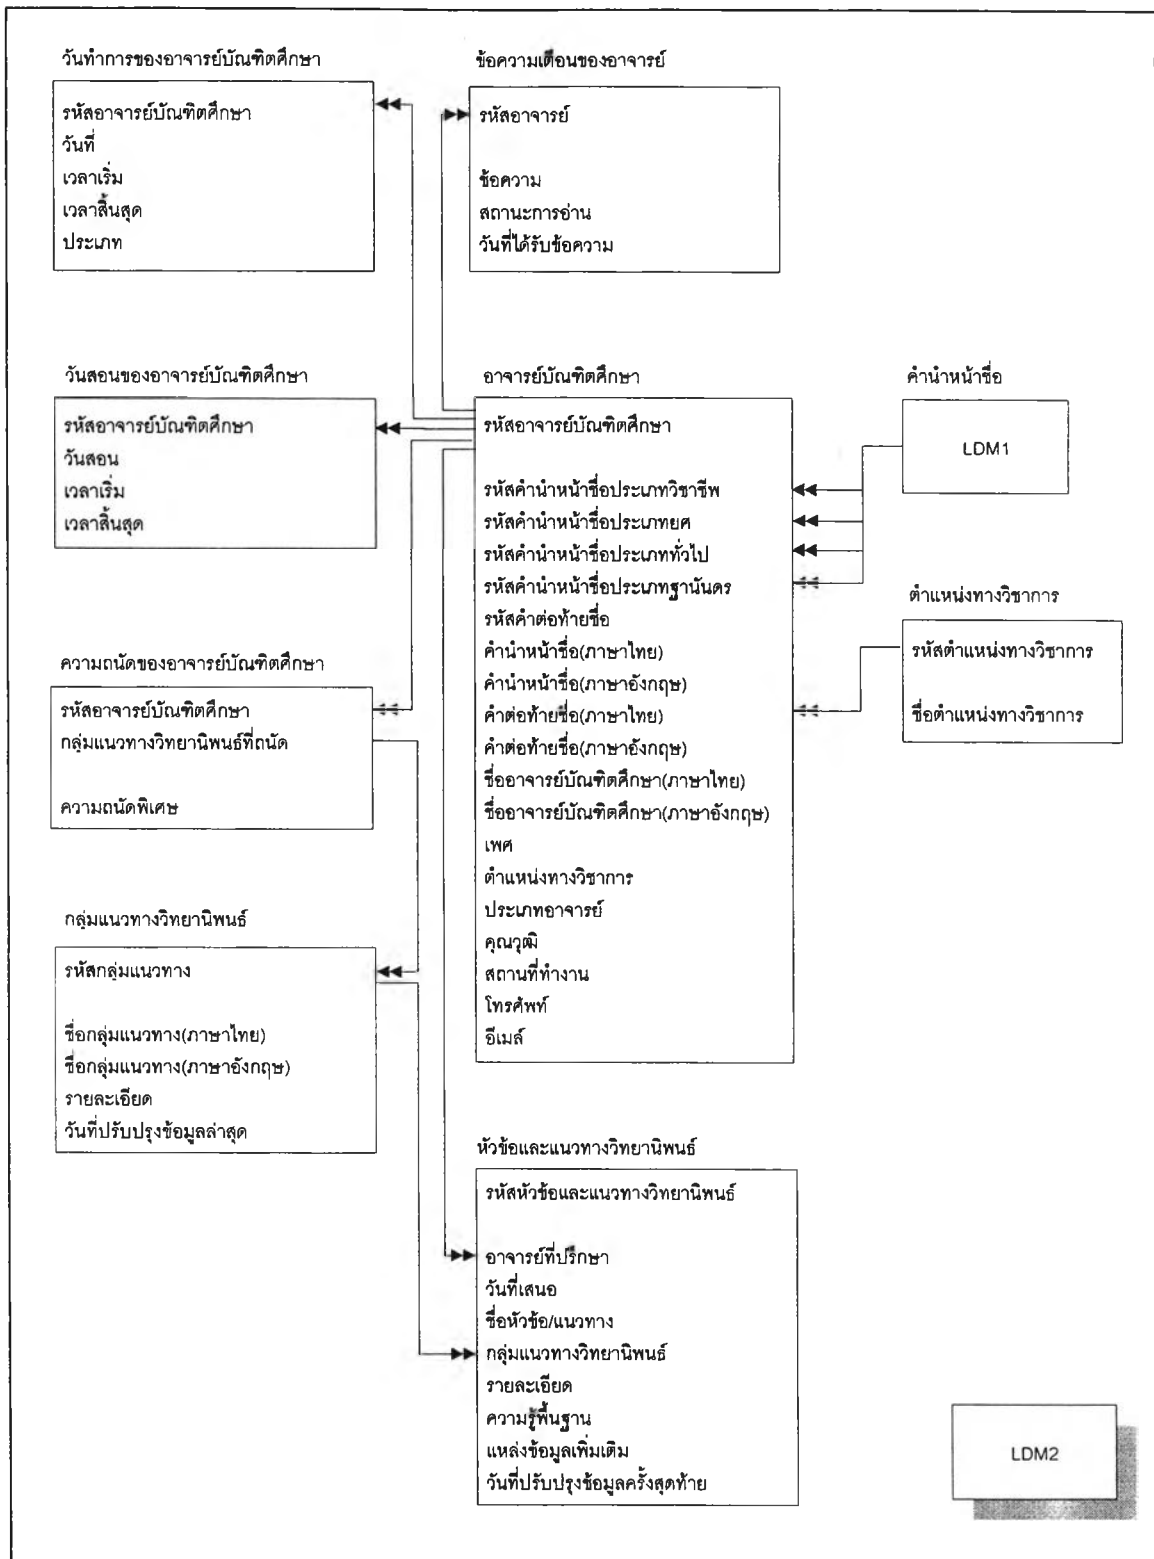 วันทำการของอาจารย์บัณฑิตศึกษา
รหัสอาจารย์บัณฑิตศึกษา
วันที่
เวลาเริ่ม
เวลาสิ้นสุด
ประเภท
ข้อความเตือนของอาจารย์
รหัสอาจารย์
ข้อความ
สถานะการอ่าน
วันที่ได้รับข้อความ
วันสอนของอาจารย์บัณฑิตศึกษา
รหัสอาจารย์บัณฑิตศึกษา
วันสอน
เวลาเริ่ม
เวลาสิ้นสุด
อาจารย์บัณฑิตศึกษา
รหัสอาจารย์บัณฑิตศึกษา
รหัสคำนำหน้าชื่อประเภทวิชาชีพ
รหัสคำนำหน้าชื่อประเภทยศ
รหัสคำนำหน้าชื่อประเภททั่วไป
รหัสคำนำหน้าชื่อประเภทฐานันดร
รหัสคำต่อท้ายชื่อ
คำนำหน้าชื่อ(ภาษาไทย)
คำนำหน้าชื่อ(ภาษาอังกฤษ)
คำต่อท้ายชื่อ(ภาษาไทย)
คำต่อท้ายชื่อ(ภาษาอังกฤษ)
ชื่ออาจารย์บัณฑิตศึกษา(ภาษาไทย)
ชื่ออาจารย์บัณฑิตศึกษา(ภาษาอังกฤษ)
เพศ
ตำแหน่งทางวิชาการ
ประเภทอาจารย์
คุณวุฒิ
สถานที่ทำงาน
โทรศัพท์
อีเมล์
คำนำหน้าชื่อ
LDM1
ตำแหน่งทางวิชาการ
รหัสตำแหน่งทางวิชาการ
ชื่อตำแหน่งทางวิชาการ
ความถนัดของอาจารย์บัณฑิตศึกษา
รหัสอาจารย์บัณฑิตศึกษา
กลุ่มแนวทางวิทยานิพนธ์ที่ถนัด
ความถนัดพิเศษ
กลุ่มแนวทางวิทยานิพนธ์
รหัสกลุ่มแนวทาง
ชื่อกลุ่มแนวทาง(ภาษาไทย)
ชื่อกลุ่มแนวทาง(ภาษาอังกฤษ)
รายละเอียด
วันที่ปรับปรุงข้อมูลล่าสุด
หัวข้อและแนวทางวิทยานิพนธ์
รหัสหัวข้อและแนวทางวิทยานิพนธ์
อาจารย์ที่ปรึกษา
วันที่เสนอ
ชื่อหัวข้อ/แนวทาง
กลุ่มแนวทางวิทยานิพนธ์
รายละเอียด
ความรู้พื้นฐาน
แหล่งข้อมูลเพิ่มเติม
วันที่ปรับปรุงข้อมูลครั้งสุดท้าย
LDM2